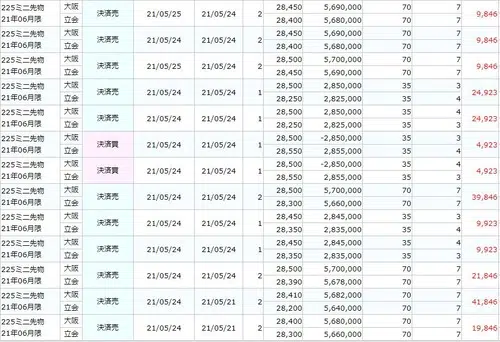 225ミニ先物 大阪 28,450 5,690,000 70 7
決済売 21/05/25 21/05/24 2 9,846
21年06月限 立会 28,400 5,680,000 70 7
225ミニ先物 大阪 28,450 5,690,000 70 7
決済売 21/05/24 21/05/24 2 9,846
21年06月限 立会 28,400 5,680,000 70 7
225ミニ先物 大阪 28,500 5,700,000 70 7
決済売 21/05/25 21/05/24 2 9,846
21年06月限 立会 28,450 5,690,000 70 7
225ミニ先物 大阪 28,500 2,850,000 35 3
決済売 21/05/24 21/05/24 1 24,923
21年06月限 立会 28,250 2,825,000 35 4
225ミニ先物 大阪 28,500 2,850,000 35 3
決済売 21/05/24 21/05/24 1 24,923
21年06月限 立会 28,250 2,825,000 35 4
225ミニ先物 大阪 28,500 -2,850,000 35 3
決済買 21/05/24 21/05/24 1 4,923
21年06月限 立会 28,550 2,855,000 35 4
225ミニ先物 大阪 28,500 -2,850,000 35 4
決済買 21/05/24 21/05/24 1 4,923
21年06月限 立会 28,550 2,855,000 35 3
225ミニ先物 大阪 28,500 5,700,000 70 7
決済売 21/05/24 21/05/24 2 39,846
21年06月限 立会 28,300 5,660,000 70 7
225ミニ先物 大阪 28,450 2,845,000 35 3
決済売 21/05/24 21/05/24 1 9,923
21年06月限 立会 28,350 2,835,000 35 4
225ミニ先物 大阪 28,450 2,845,000 35 4
決済売 21/05/24 21/05/24 1 9,923
21年06月限 立会 28,350 2,835,000 35 3
225ミニ先物 大阪 28,500 5,700,000 70 7
決済売 21/05/24 21/05/24 2 21,846
21年06月限 立会 28,390 5,678,000 70 7
225ミニ先物 大阪 28,410 5,682,000 70 7
決済売 21/05/24 21/05/21 2 41,846
21年06月限 立会 28,200 5,640,000 70 7
225ミニ先物 大阪 28,400 5,680,000 70 7
決済売 21/05/24 21/05/21 2 19,846
21年06月限 立会 28,300 5,660,000 70 7